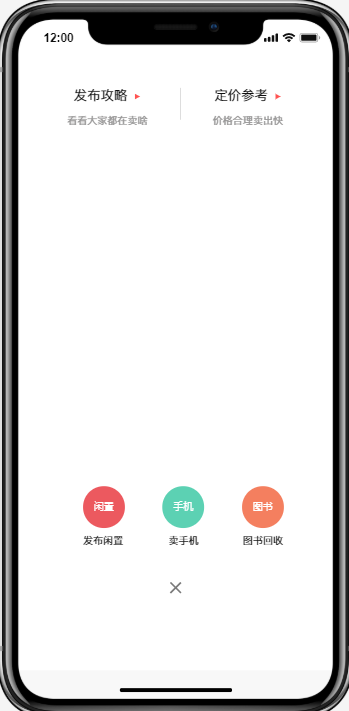 12:00
发布攻略
定价参考
看看大家都在卖啥
价格合理卖出快
闲置
手机
图书
发布闲置
卖手机
图书回收